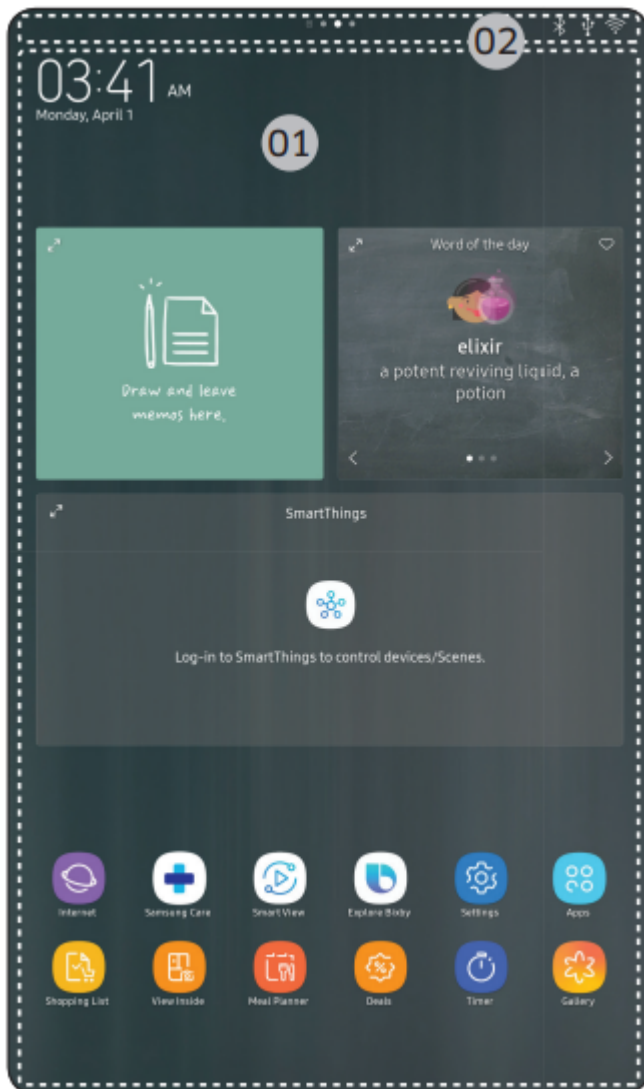 02
03:41 AM
Monday, April 1
01
Draw and leave
memos here.
Word of the day
elixir
a potent reviving liquid, a
potion
SmartThings
Log-in to SmartThings to control devices/Scenes.
Internet Samsung Care Smart View Explore Bixby Settings Apps
Shopping List View Inside Meal Planner Deals Timer Gallery